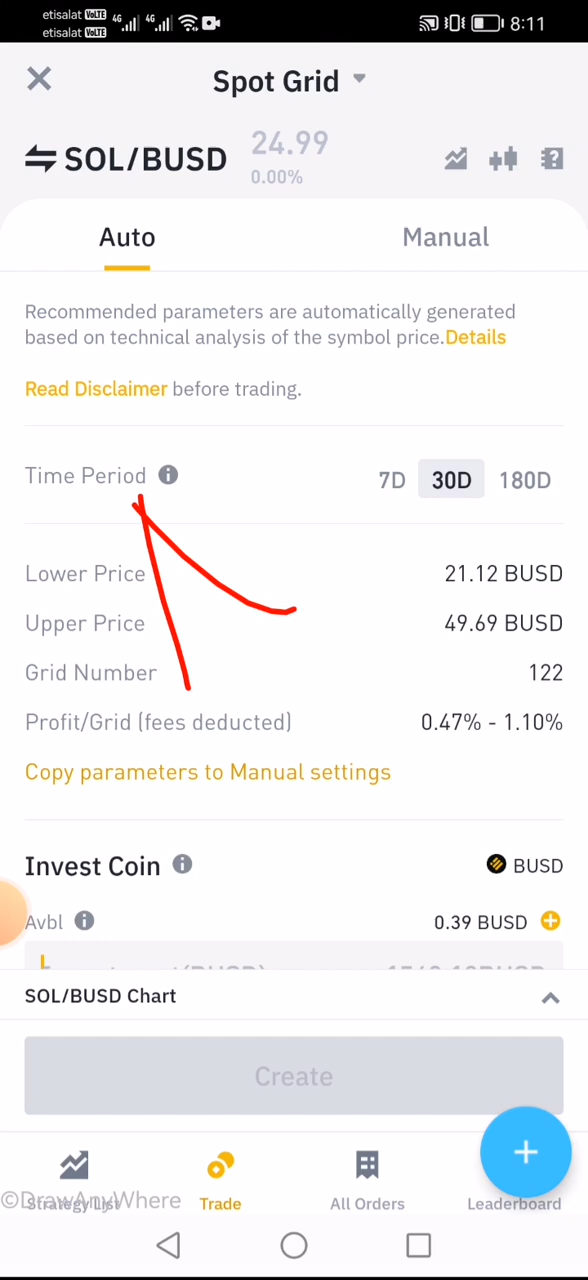 etisalat VoLTE 4G 4G
etisalat VoLTE
8:11
Spot Grid
SOL/BUSD 24.99
0.00%
Auto Manual
Recommended parameters are automatically generated
based on technical analysis of the symbol price.Details
Read Disclaimer before trading.
Time Period 7D 30D 180D
Lower Price 21.12 BUSD
Upper Price 49.69 BUSD
Grid Number 122
Profit/Grid (fees deducted) 0.47% - 1.10%
Copy parameters to Manual settings
Invest Coin BUSD
Avbl 0.39 BUSD
SOL/BUSD Chart
Create
©DrawAnyWhere
Strategy List Trade All Orders Leaderboard